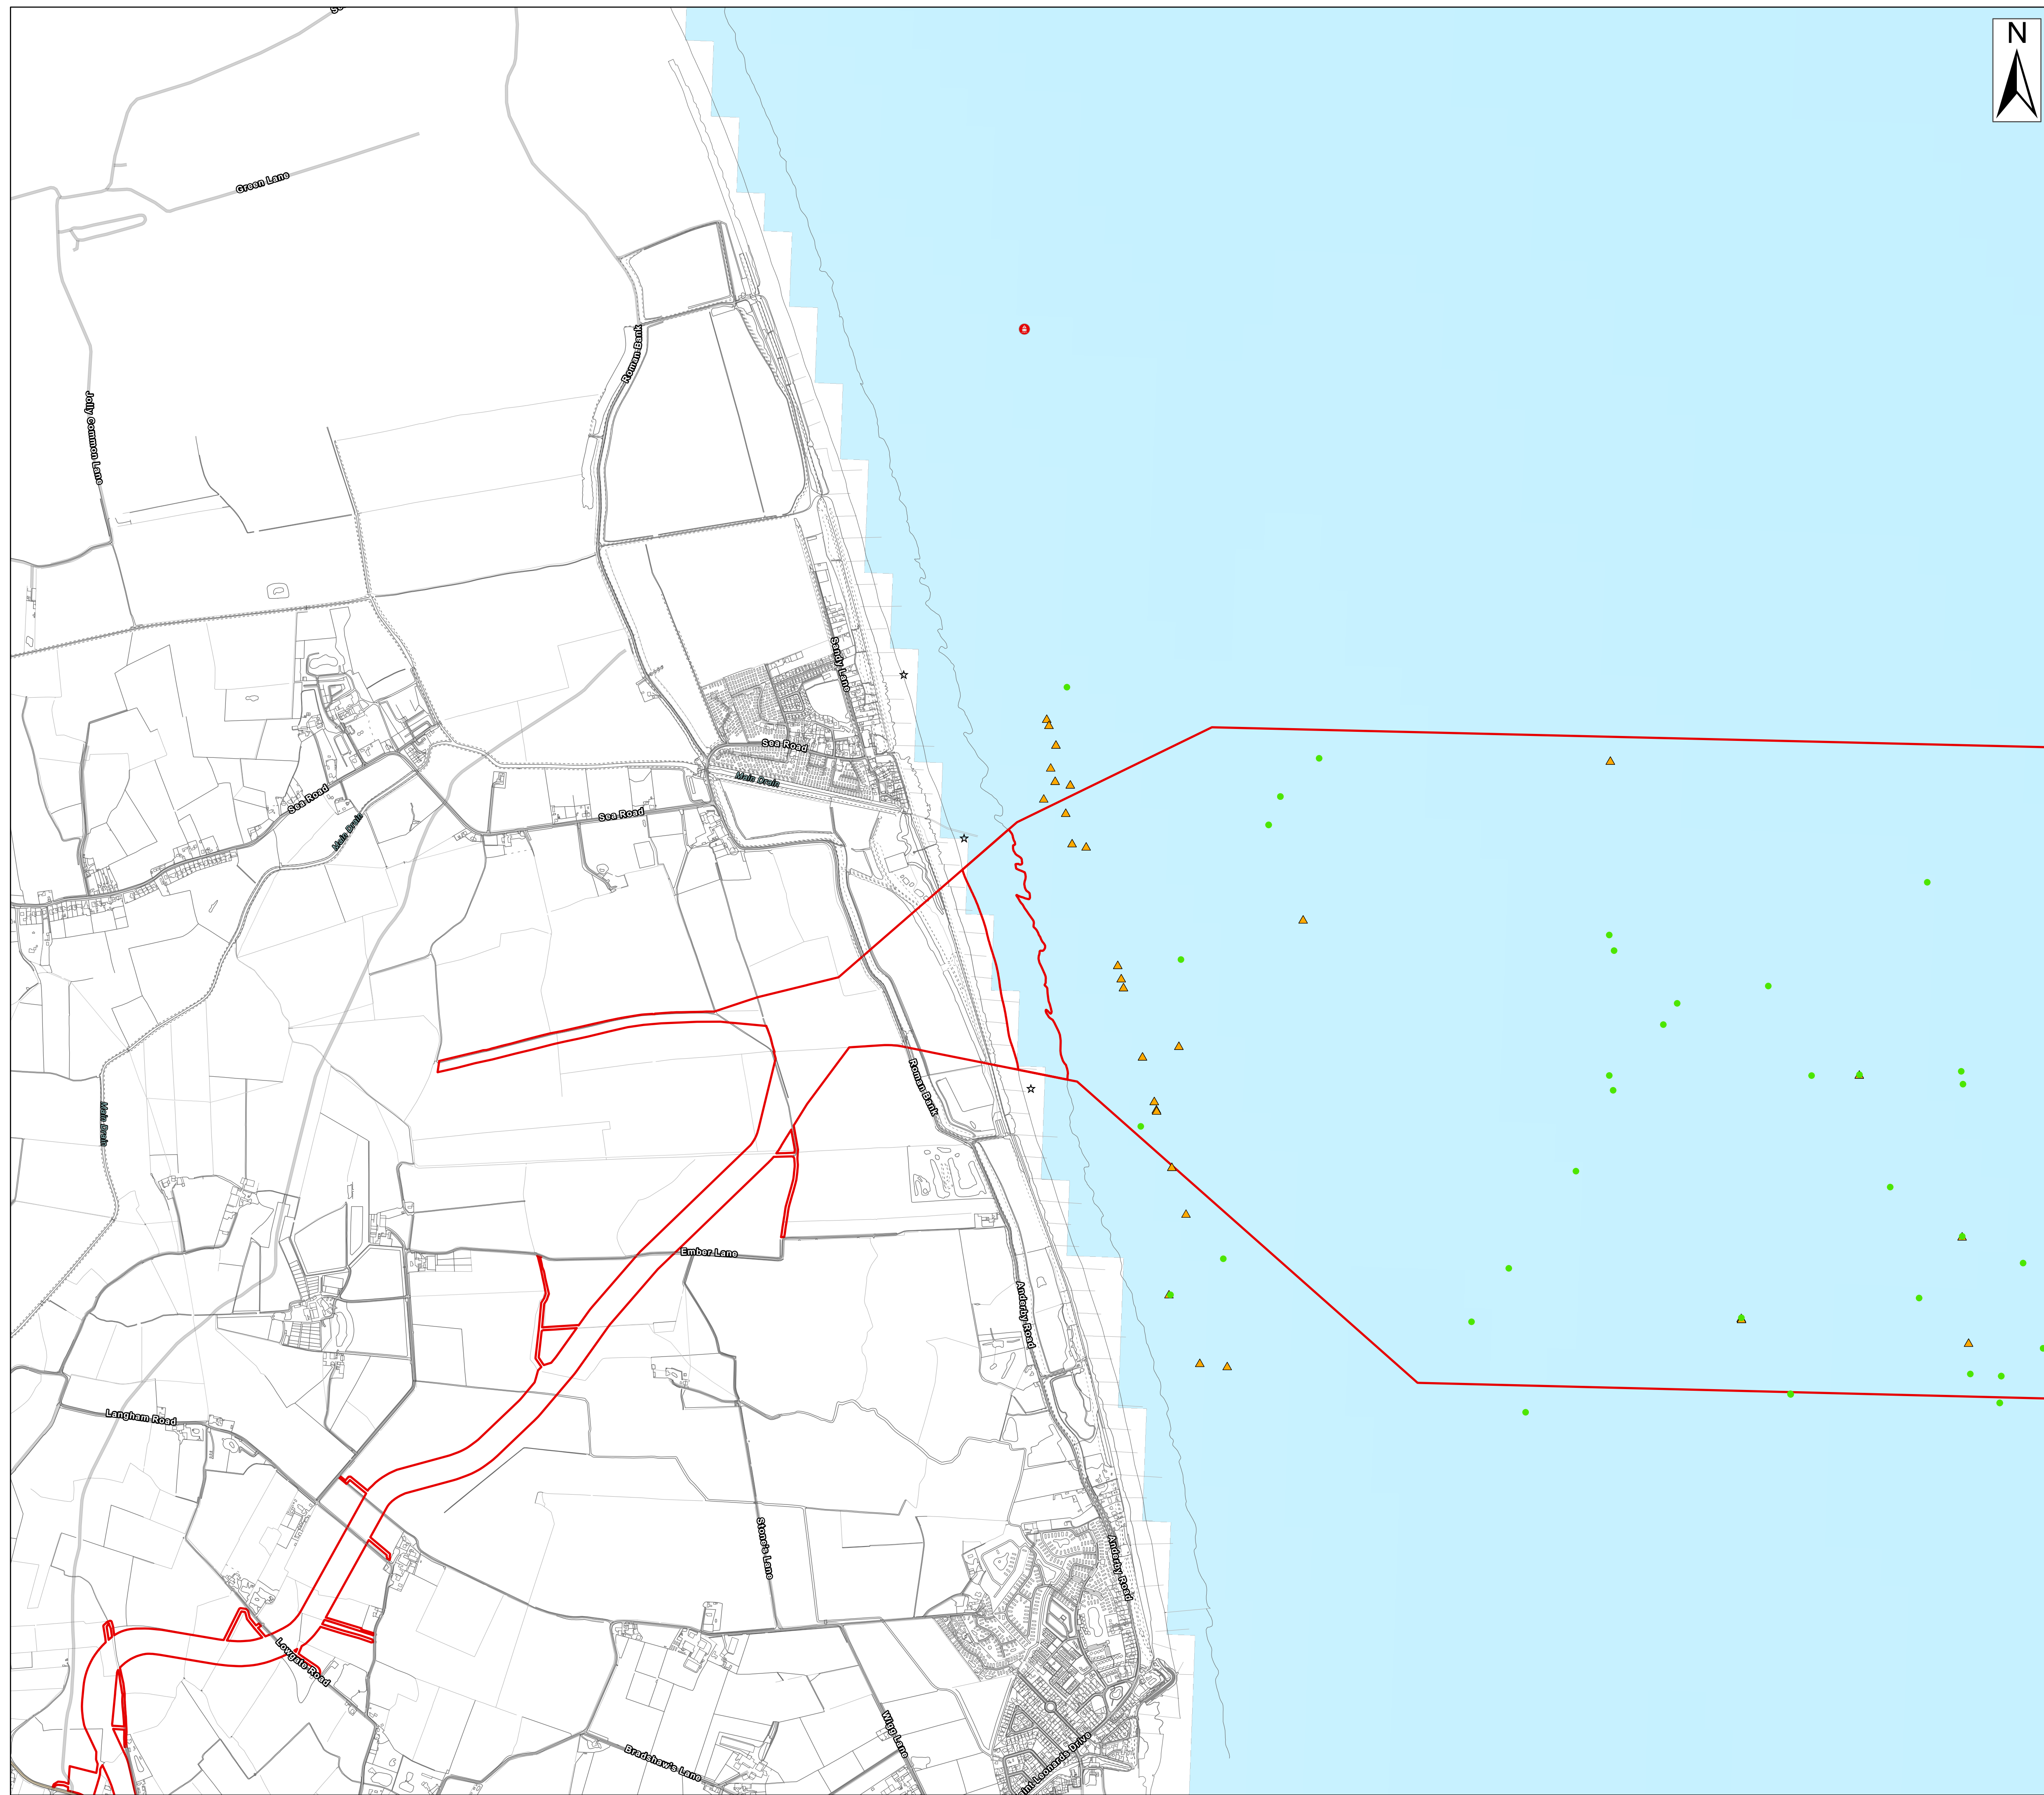 N
Green Lane
Roman Bank
Jolly Common Lane
Sandy Lane
Sea Road
Main Drain
Sea Road
Sea Road
Main Drain
Roman Bank
Main Drain
Ember Lane
Anderby Road
Langham Road
Stone's Lane
Anderby Road
Lowgate Road
Wigg Lane
Bradshaw's Lane
int Leonards Drive